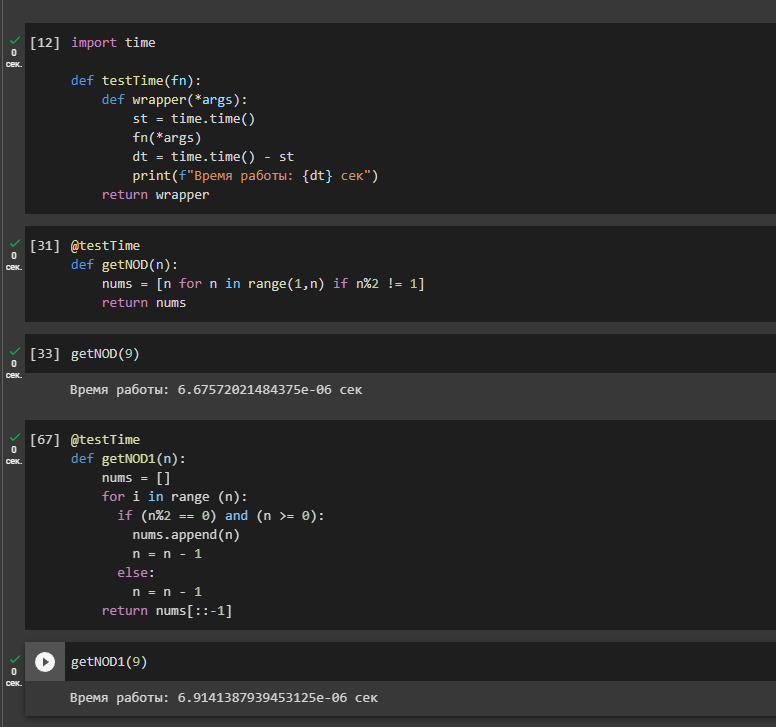 [12] import time
0
сек.
def testTime(fn):
    def wrapper(*args):
        st = time.time()
        fn(*args)
        dt = time.time() - st
        print(f"Время работы: {dt} сек")
    return wrapper
[31] @testTime
0
сек.
def getNOD(n):
    nums = [n for n in range(1,n) if n%2 != 1]
    return nums
[33] getNOD(9)
0
сек.
Время работы: 6.67572021484375e-06 сек
[67] @testTime
0
сек.
def getNOD1(n):
    nums = []
    for i in range (n):
      if (n%2 == 0) and (n >= 0):
        nums.append(n)
        n = n - 1
      else:
        n = n - 1
    return nums[::-1]
getNOD1(9)
0
сек.
Время работы: 6.9141387939453125e-06 сек